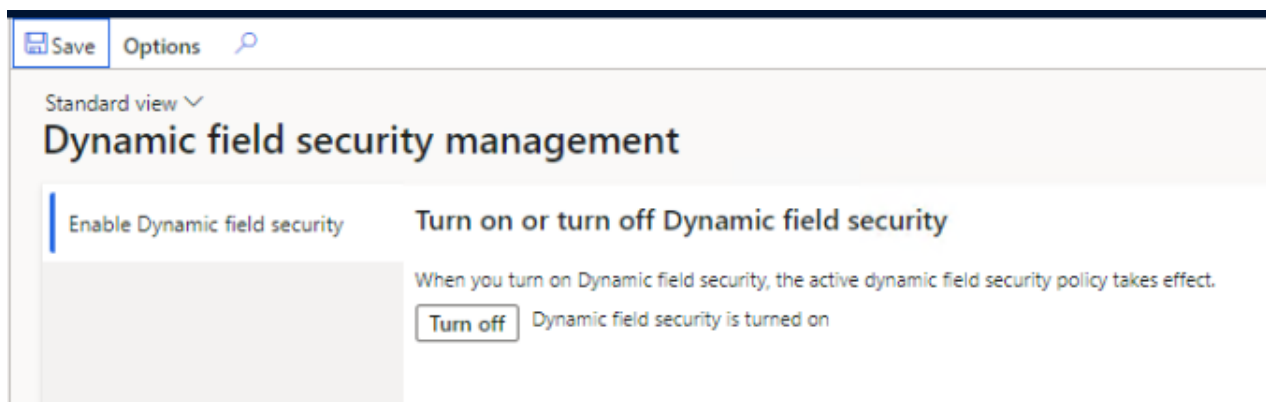 Save Options
Standard view
Dynamic field security management
Enable Dynamic field security
Turn on or turn off Dynamic field security
When you turn on Dynamic field security, the active dynamic field security policy takes effect.
Turn off Dynamic field security is turned on